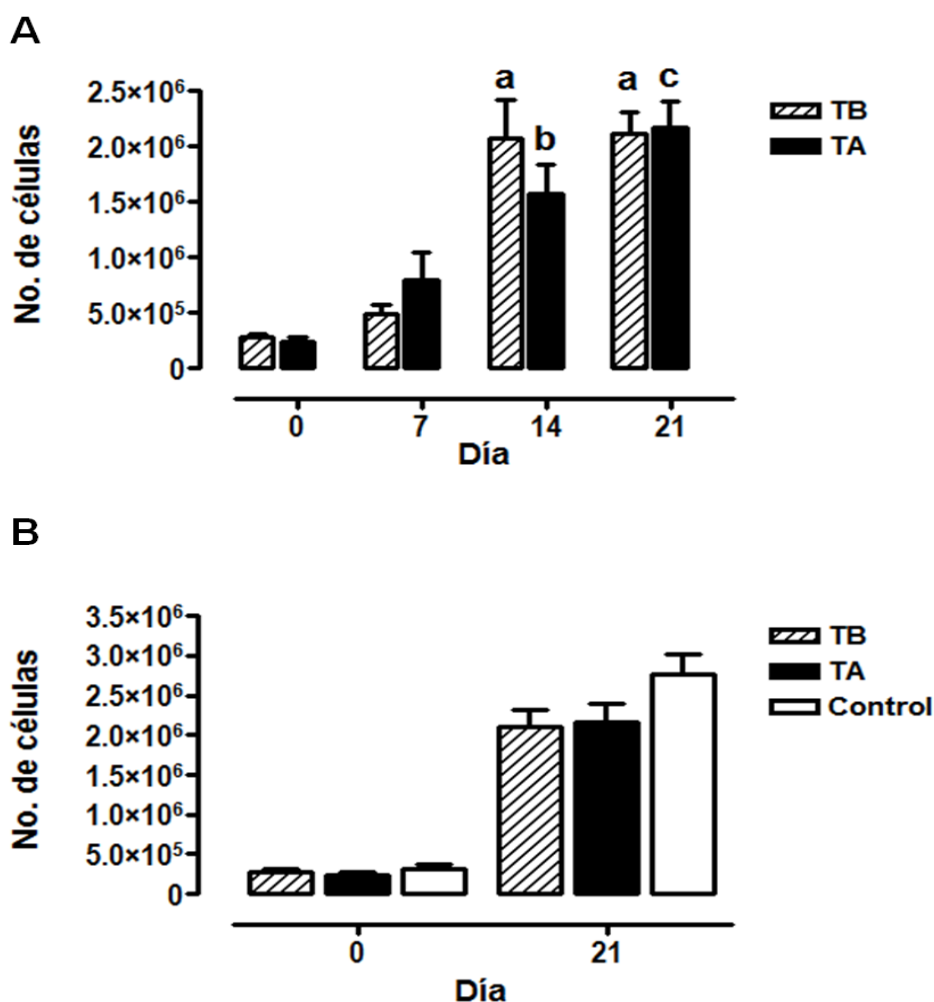 A
No. de células
2.5×10⁶
2.0×10⁶
1.5×10⁶
1.0×10⁶
5.0×10⁵
0
a
b
a
c
TB
TA
0 7 14 21
Día
B
No. de células
3.5×10⁶
3.0×10⁶
2.5×10⁶
2.0×10⁶
1.5×10⁶
1.0×10⁶
5.0×10⁵
0
TB
TA
Control
0 21
Día